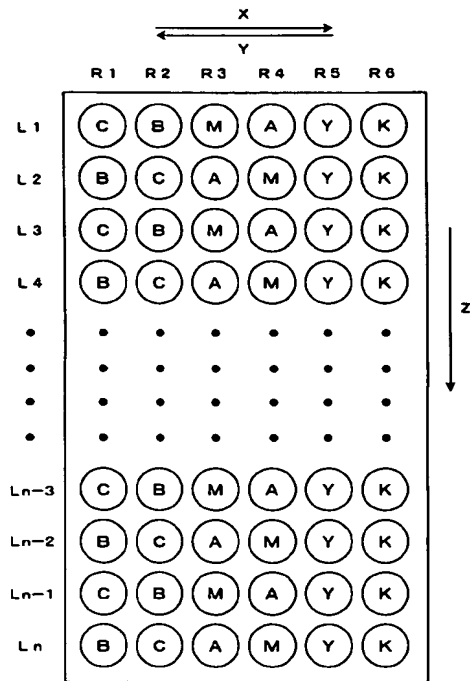 X
Y
R1 R2 R3 R4 R5 R6
L1 C B M A Y K
L2 B C A M Y K
L3 C B M A Y K
L4 B C A M Y K
Z
Ln-3 C B M A Y K
Ln-2 B C A M Y K
Ln-1 C B M A Y K
Ln B C A M Y K